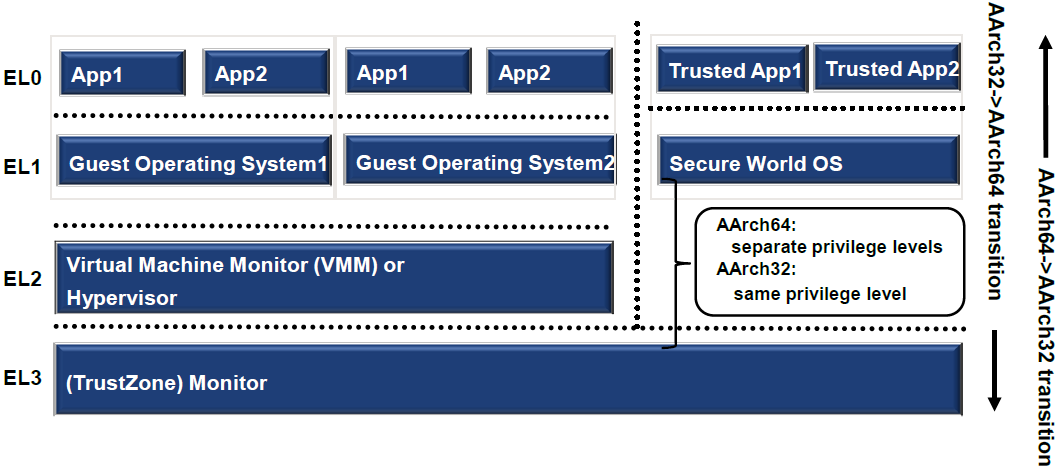 EL0
App1
App2
App1
App2
Trusted App1
Trusted App2
EL1
Guest Operating System1
Guest Operating System2
Secure World OS
AArch64:
separate privilege levels
AArch32:
same privilege level
EL2
Virtual Machine Monitor (VMM) or
Hypervisor
EL3
(TrustZone) Monitor
AArch32->AArch64 transition
AArch64->AArch32 transition